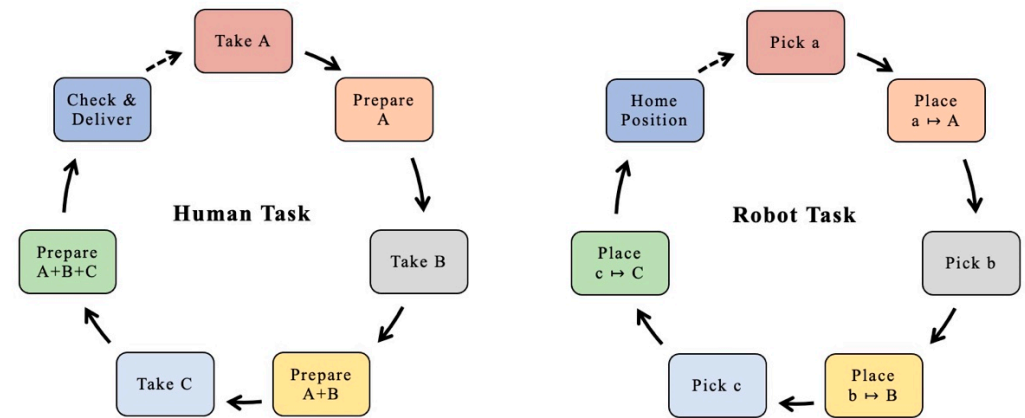 Take A
Prepare
A
Take B
Prepare
A+B
Take C
Prepare
A+B+C
Check &
Deliver
Human Task
Pick a
Place
a ↦ A
Pick b
Place
b ↦ B
Pick c
Place
c ↦ C
Home
Position
Robot Task